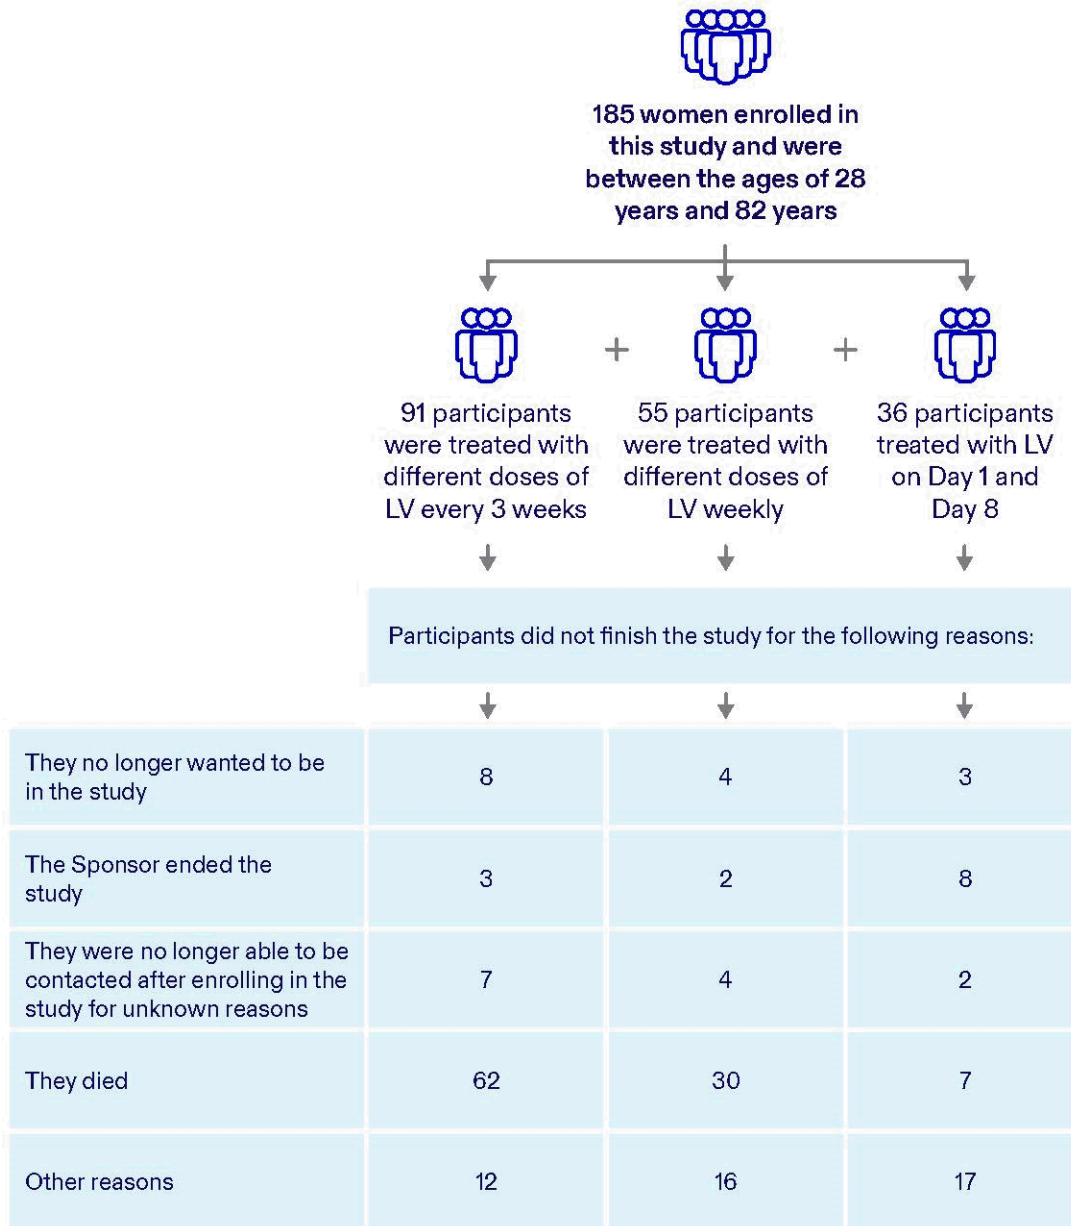 185 women enrolled in
this study and were
between the ages of 28
years and 82 years
+
+
91 participants
were treated with
different doses of
LV every 3 weeks
55 participants
were treated with
different doses of
LV weekly
36 participants
treated with LV
on Day 1 and
Day 8
Participants did not finish the study for the following reasons:
They no longer wanted to be
in the study
8
4
3
The Sponsor ended the
study
3
2
8
They were no longer able to be
contacted after enrolling in the
study for unknown reasons
7
4
2
They died
62
30
7
Other reasons
12
16
17